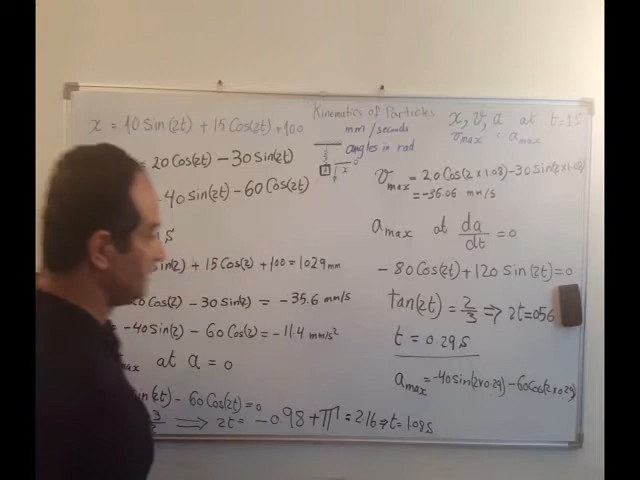 Kinematics of Particles
x = 10 Sin(2t) + 15 Cos(2t) +100
mm/seconds
angles in rad
x, v, a at t=1S
vmax : amax
= 20 Cos(2t) - 30 Sin(2t)
-40 sin(2t) - 60 Cos(2t)
x
S
sin(2) + 15 Cos(2) + 100 = 102.9 mm
20 Cos(2) - 30 Sin(2) = - 35.6 mm/s
= -40 Sin(2) - 60 Cos(2) = -11.4 mm/s²
max at a = 0
sin(2t) - 60 Cos(2t) = 0
3
⇒ 2t = -0.98 + π = 2.16 ⇒ t = 1.08 S
Vmax = 20 Cos(2 x 1.08) - 30 Sin(2 x 1.08)
= -36.06 mm/s
amax at da/dt = 0
- 80 Cos(2t) + 120 Sin(2t) = 0
tan(2t) = 2/3 ⇒ 2t = 0.56
t = 0.29 S
amax = -40 sin(2x0.29) - 60 cos(2x0.29)